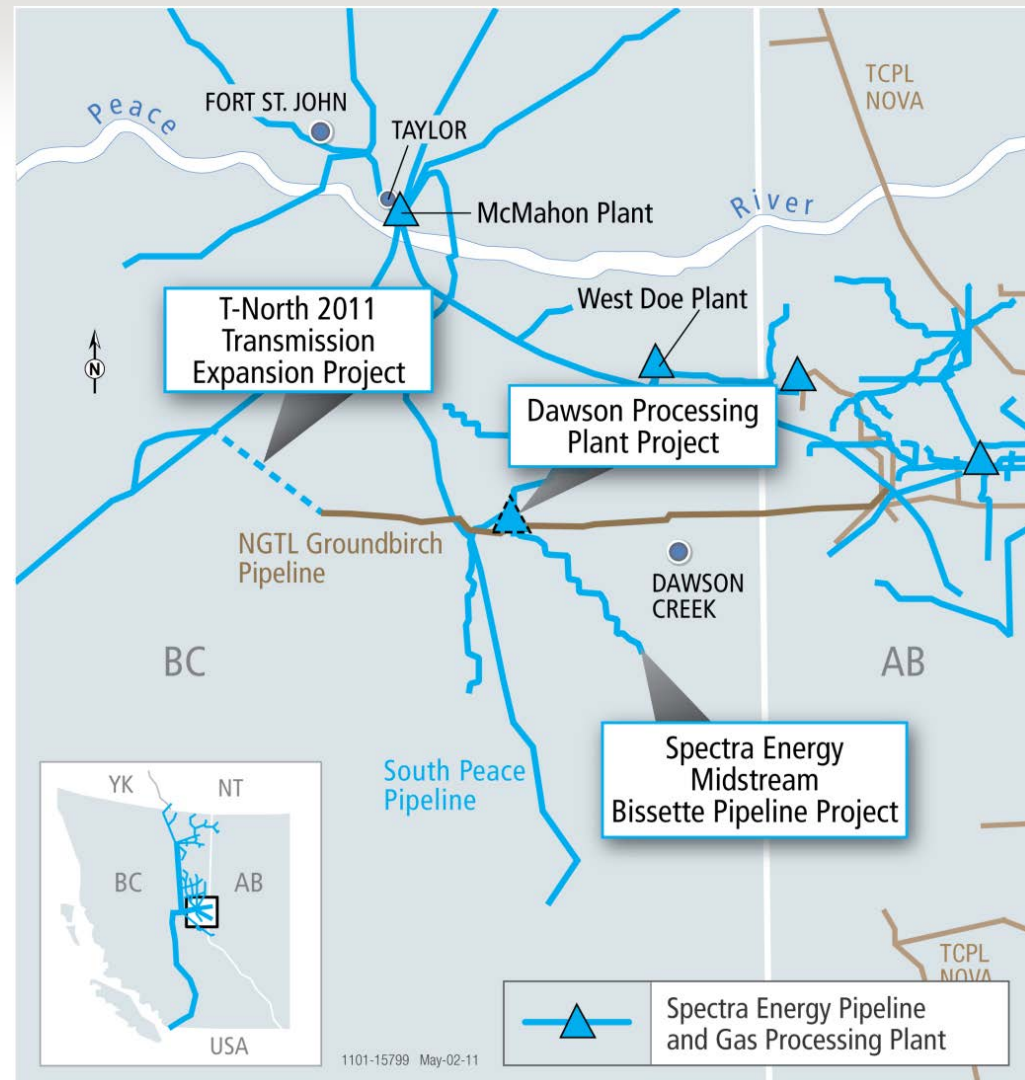 TCPL
NOVA
FORT ST. JOHN
Peace
TAYLOR
River
McMahon Plant
T-North 2011
Transmission
Expansion Project
West Doe Plant
N
Dawson Processing
Plant Project
NGTL Groundbirch
Pipeline
DAWSON
CREEK
BC
AB
South Peace
Pipeline
Spectra Energy
Midstream
Bissette Pipeline Project
YK
NT
BC
AB
USA
TCPL
NOVA
Spectra Energy Pipeline
and Gas Processing Plant
1101-15799 May-02-11